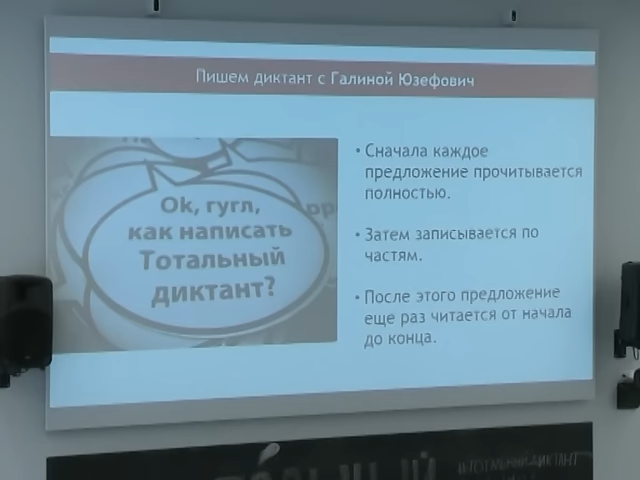 Пишем диктант с Галиной Юзефович
Ok, гугл,
как написать
Тотальный
диктант?
• Сначала каждое
предложение прочитывается
полностью.
• Затем записывается по
частям.
• После этого предложение
еще раз читается от начала
до конца.